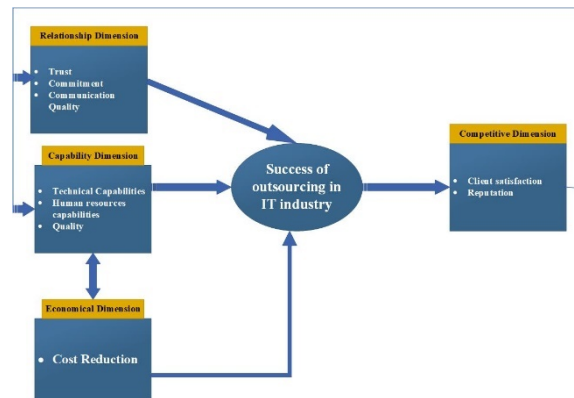 Relationship Dimension
• Trust
• Commitment
• Communication
Quality
Capability Dimension
• Technical Capabilities
• Human resources
capabilities
• Quality
Economical Dimension
• Cost Reduction
Success of
outsourcing in
IT industry
Competitive Dimension
• Client satisfaction
• Reputation